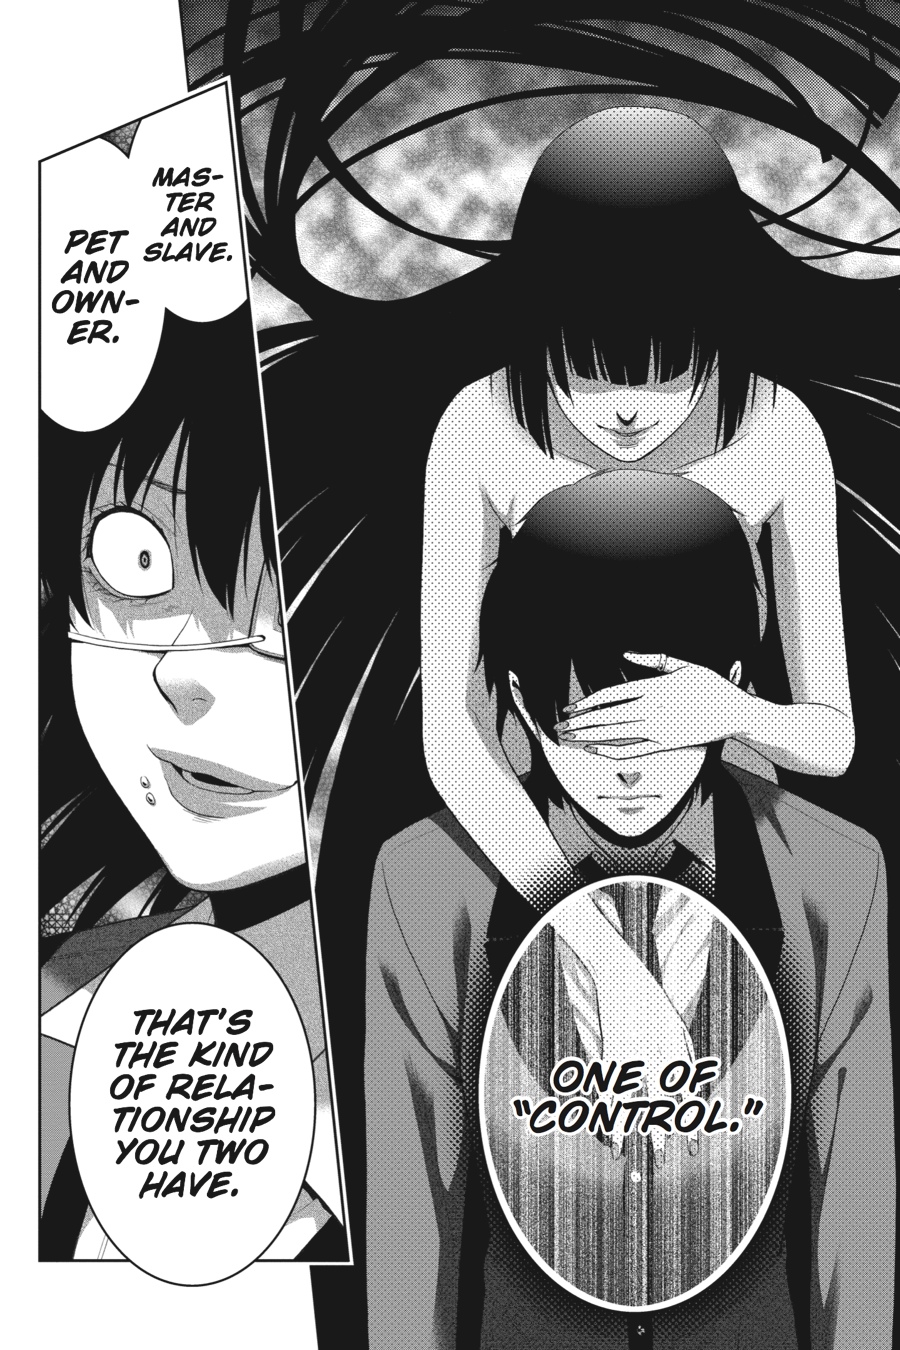 ONE OF
“CONTROL.”
MAS-
TER
AND
SLAVE.
PET
AND
OWN-
ER.
THAT'S
THE KIND
OF RELA-
TIONSHIP
YOU TWO
HAVE.